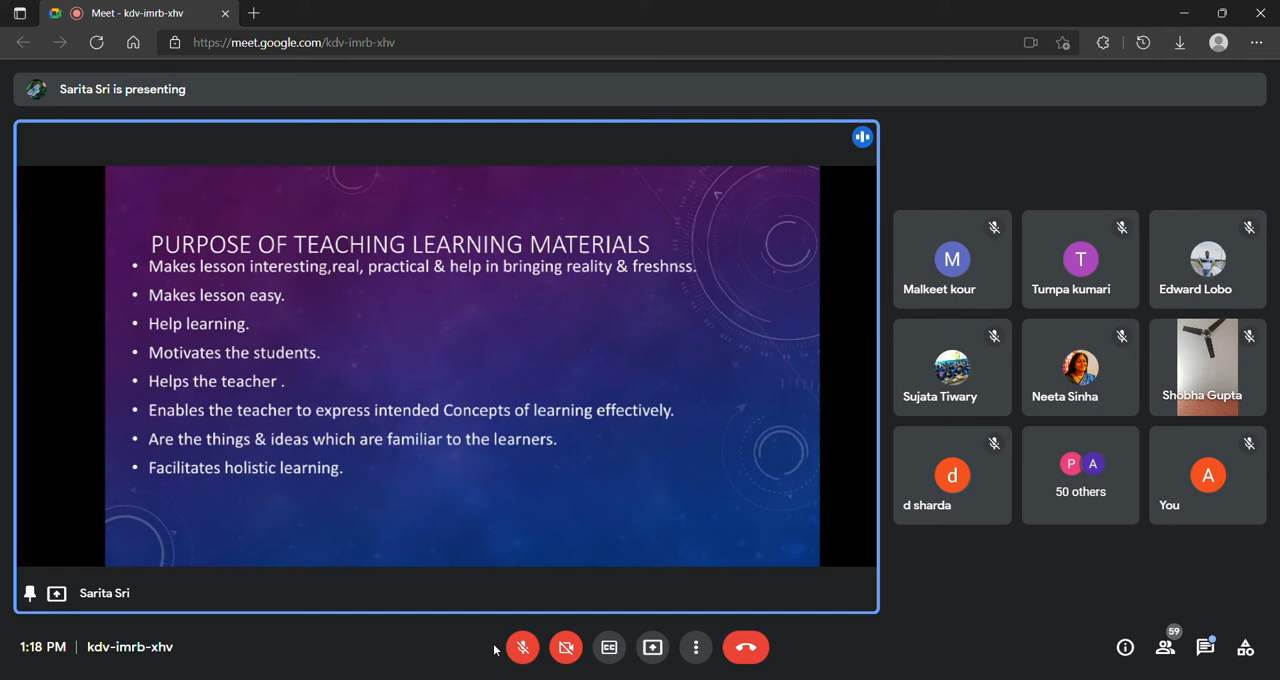 Meet - kdv-imrb-xhv
https://meet.google.com/kdv-imrb-xhv
Sarita Sri is presenting
PURPOSE OF TEACHING LEARNING MATERIALS
• Makes lesson interesting,real, practical & help in bringing reality & freshnss.
• Makes lesson easy.
• Help learning.
• Motivates the students.
• Helps the teacher .
• Enables the teacher to express intended Concepts of learning effectively.
• Are the things & ideas which are familiar to the learners.
• Facilitates holistic learning.
Sarita Sri
M
Malkeet kour
T
Tumpa kumari
Edward Lobo
Sujata Tiwary
Neeta Sinha
Shobha Gupta
d
d sharda
P A
50 others
A
You
1:18 PM | kdv-imrb-xhv
CC
59